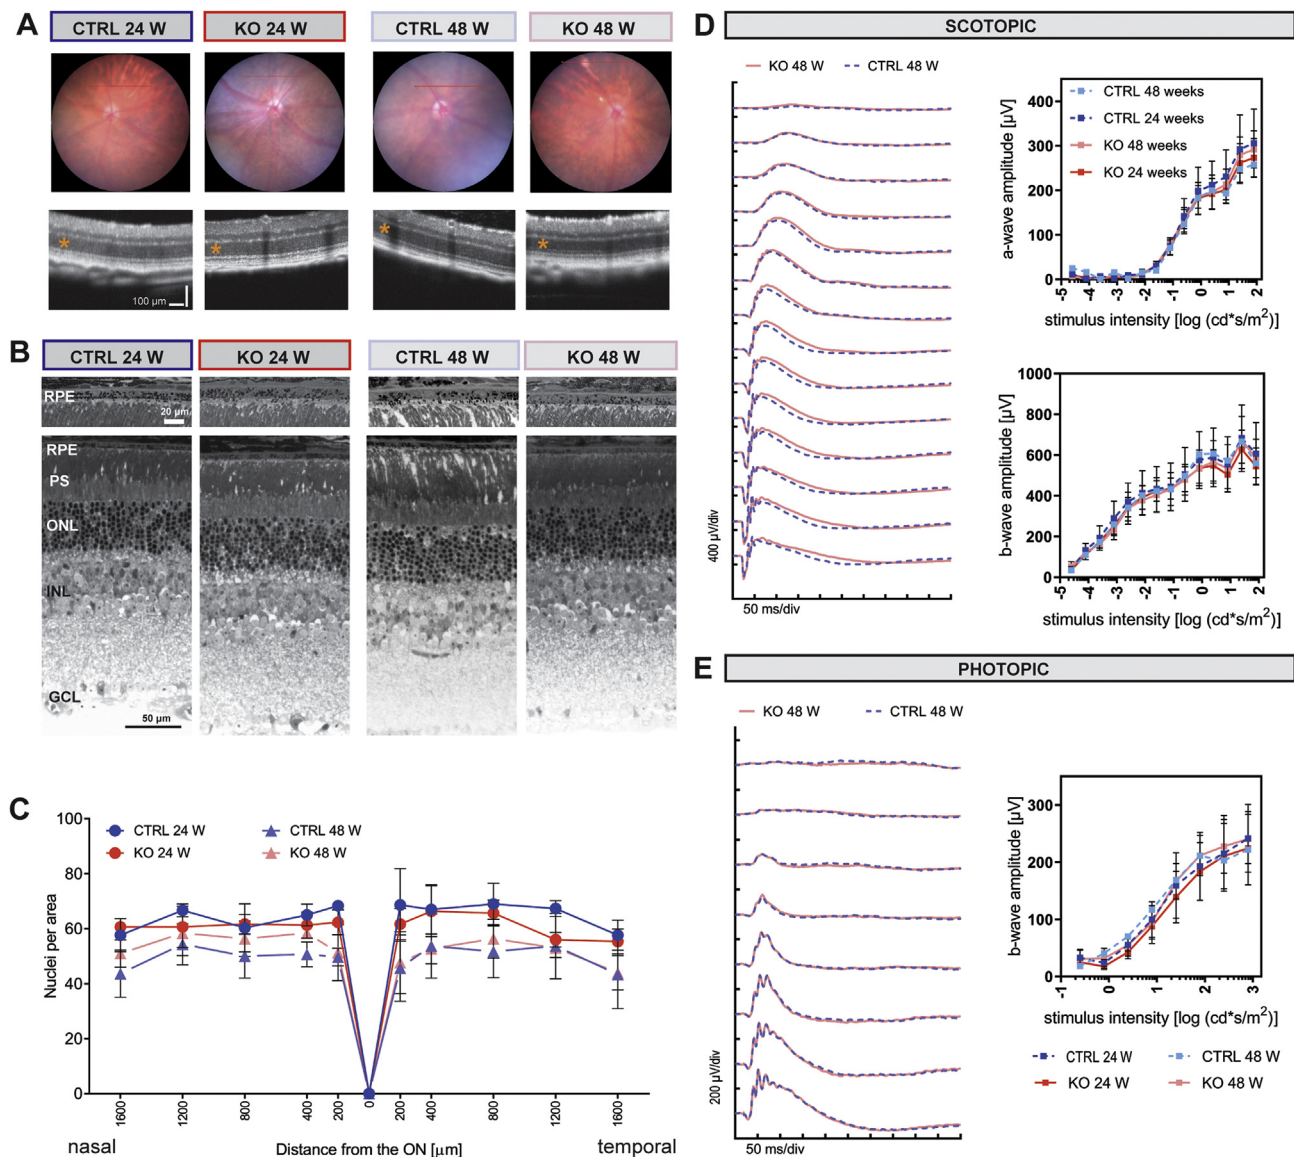 A
CTRL 24 W
KO 24 W
CTRL 48 W
KO 48 W
*
*
*
*
100 µm
B
CTRL 24 W
KO 24 W
CTRL 48 W
KO 48 W
RPE
20 µm
RPE
PS
ONL
INL
GCL
50 µm
C
Nuclei per area
100
80
60
40
20
0
CTRL 24 W
CTRL 48 W
KO 24 W
KO 48 W
1600
1200
800
400
200
0
200
400
800
1200
1600
nasal
Distance from the ON [µm]
temporal
D
SCOTOPIC
KO 48 W
CTRL 48 W
400 µV/div
50 ms/div
a-wave amplitude [µV]
400
300
200
100
0
CTRL 48 weeks
CTRL 24 weeks
KO 48 weeks
KO 24 weeks
-5
-4
-3
-2
-1
0
1
2
stimulus intensity [log (cd*s/m²)]
b-wave amplitude [µV]
1000
800
600
400
200
0
-5
-4
-3
-2
-1
0
1
2
stimulus intensity [log (cd*s/m²)]
E
PHOTOPIC
KO 48 W
CTRL 48 W
200 µV/div
50 ms/div
b-wave amplitude [µV]
300
200
100
0
-1
0
1
2
3
stimulus intensity [log (cd*s/m²)]
CTRL 24 W
CTRL 48 W
KO 24 W
KO 48 W